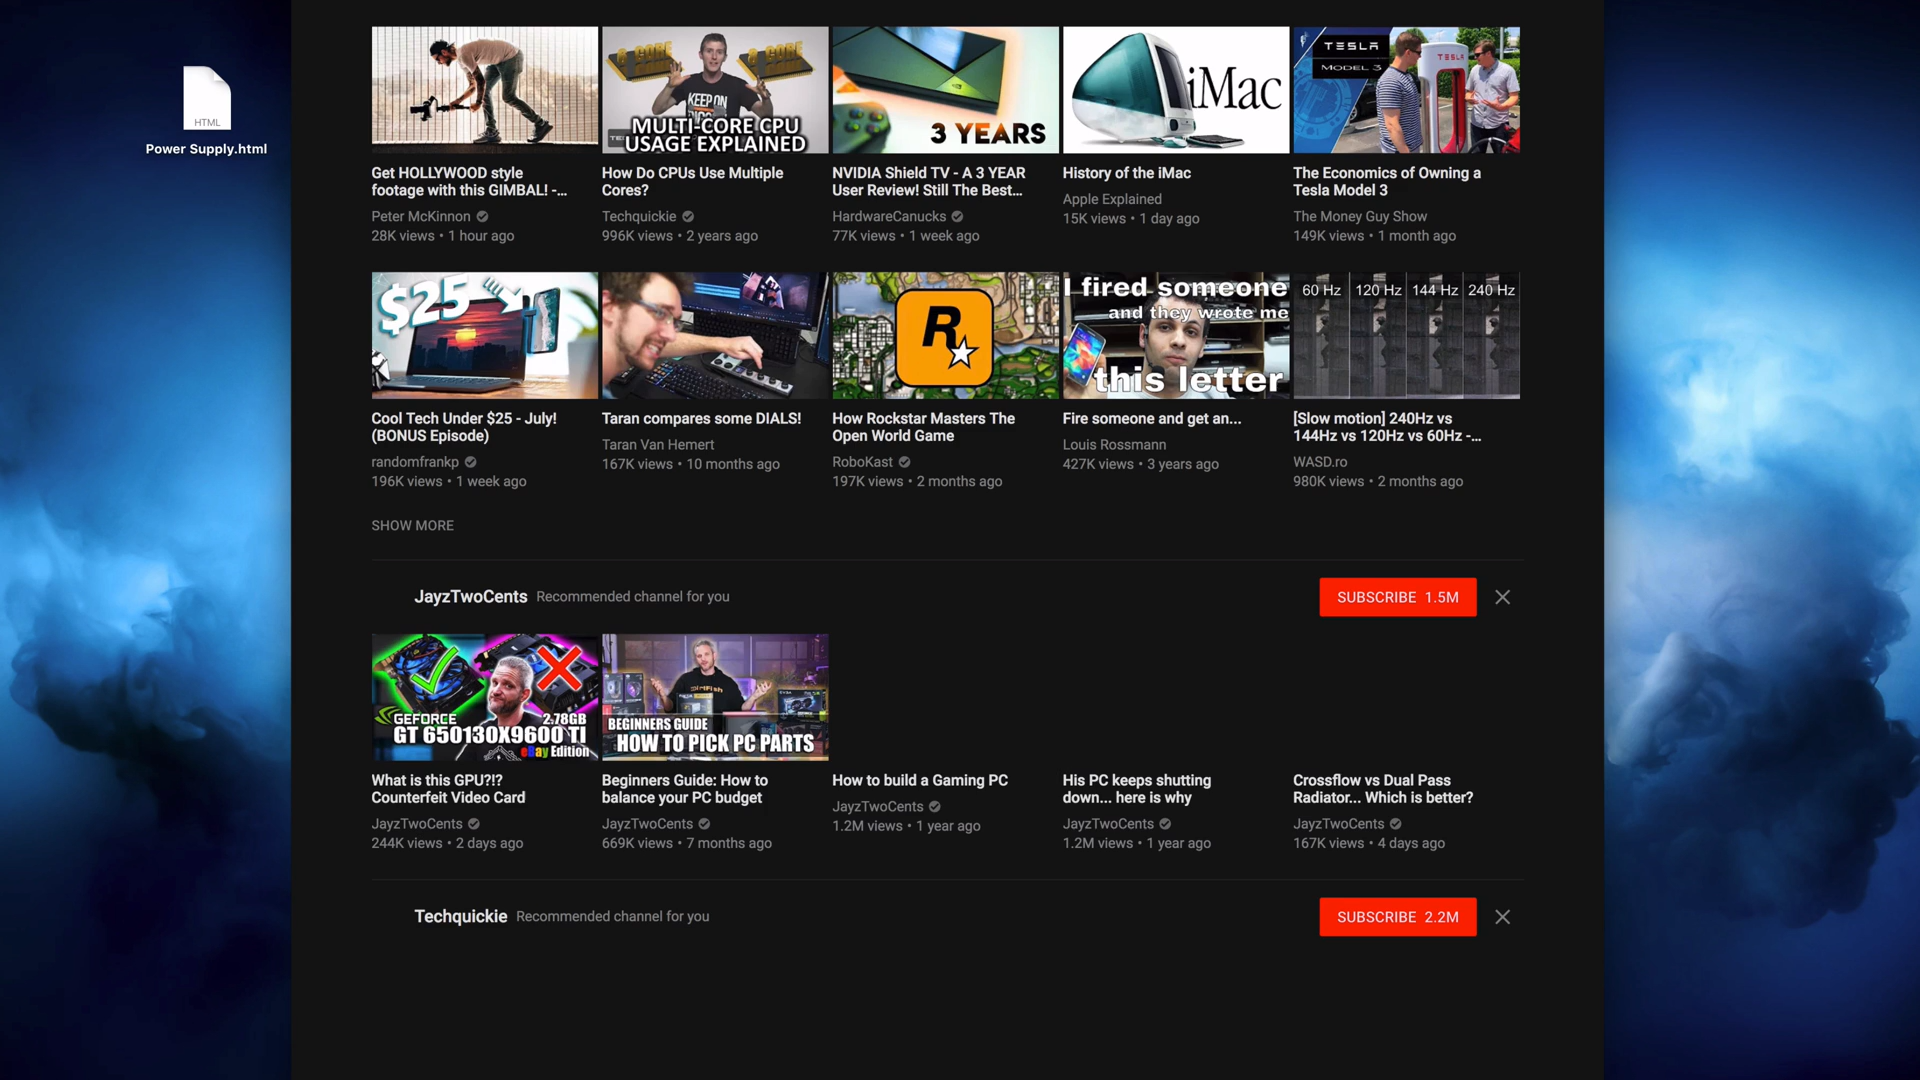 HTML
Power Supply.html
6 CORE
8 CORE
KEEP ON
MULTI-CORE CPU
USAGE EXPLAINED
3 YEARS
iMac
TESLA
MODEL 3
TESLA
Get HOLLYWOOD style
footage with this GIMBAL! -...
Peter McKinnon
28K views • 1 hour ago
How Do CPUs Use Multiple
Cores?
Techquickie
996K views • 2 years ago
NVIDIA Shield TV - A 3 YEAR
User Review! Still The Best...
HardwareCanucks
77K views • 1 week ago
History of the iMac
Apple Explained
15K views • 1 day ago
The Economics of Owning a
Tesla Model 3
The Money Guy Show
149K views • 1 month ago
$25
R
I fired someone
and they wrote me
this letter
60 Hz 120 Hz 144 Hz 240 Hz
Cool Tech Under $25 - July!
(BONUS Episode)
randomfrankp
196K views • 1 week ago
Taran compares some DIALS!
Taran Van Hemert
167K views • 10 months ago
How Rockstar Masters The
Open World Game
RoboKast
197K views • 2 months ago
Fire someone and get an...
Louis Rossmann
427K views • 3 years ago
[Slow motion] 240Hz vs
144Hz vs 120Hz vs 60Hz -...
WASD.ro
980K views • 2 months ago
SHOW MORE
JayzTwoCents Recommended channel for you
SUBSCRIBE 1.5M
GEFORCE 2.78GB
GT 650130X9600 TI
eBay Edition
BEGINNERS GUIDE
HOW TO PICK PC PARTS
What is this GPU?!?
Counterfeit Video Card
JayzTwoCents
244K views • 2 days ago
Beginners Guide: How to
balance your PC budget
JayzTwoCents
669K views • 7 months ago
How to build a Gaming PC
JayzTwoCents
1.2M views • 1 year ago
His PC keeps shutting
down... here is why
JayzTwoCents
1.2M views • 1 year ago
Crossflow vs Dual Pass
Radiator... Which is better?
JayzTwoCents
167K views • 4 days ago
Techquickie Recommended channel for you
SUBSCRIBE 2.2M